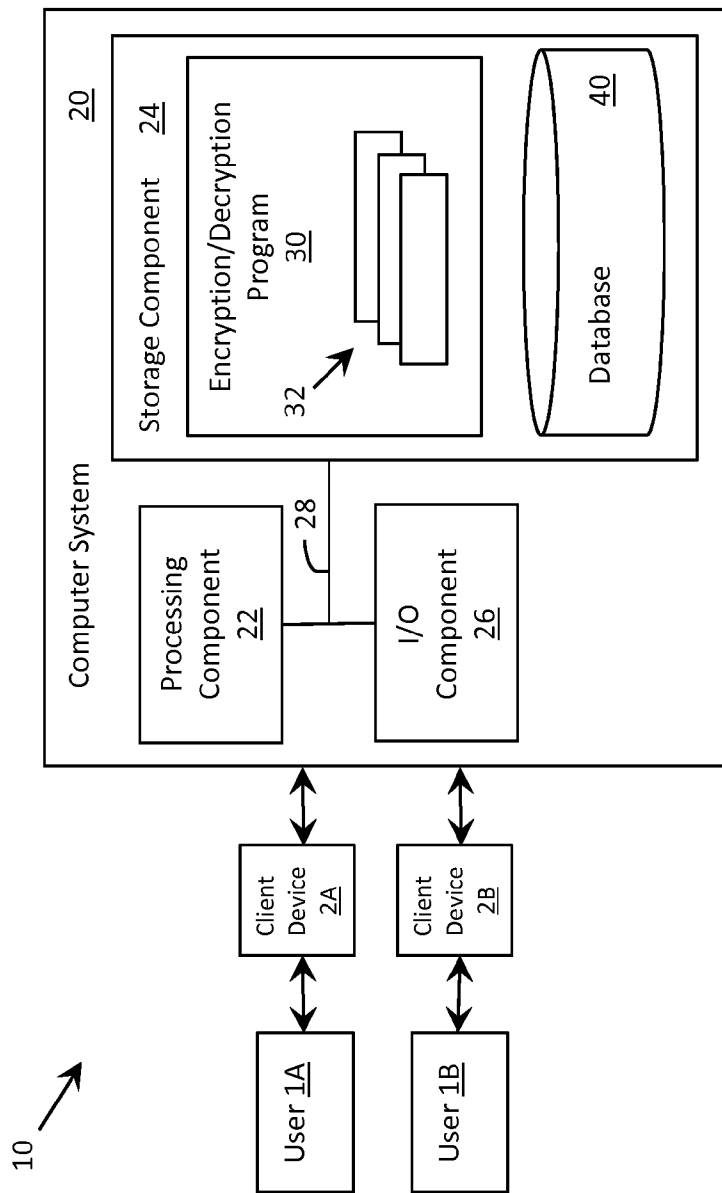 10
User 1A
User 1B
Client
Device
2A
Client
Device
2B
Computer System
20
Processing
Component
22
28
I/O
Component
26
Storage Component
24
Encryption/Decryption
Program
30
32
Database
40